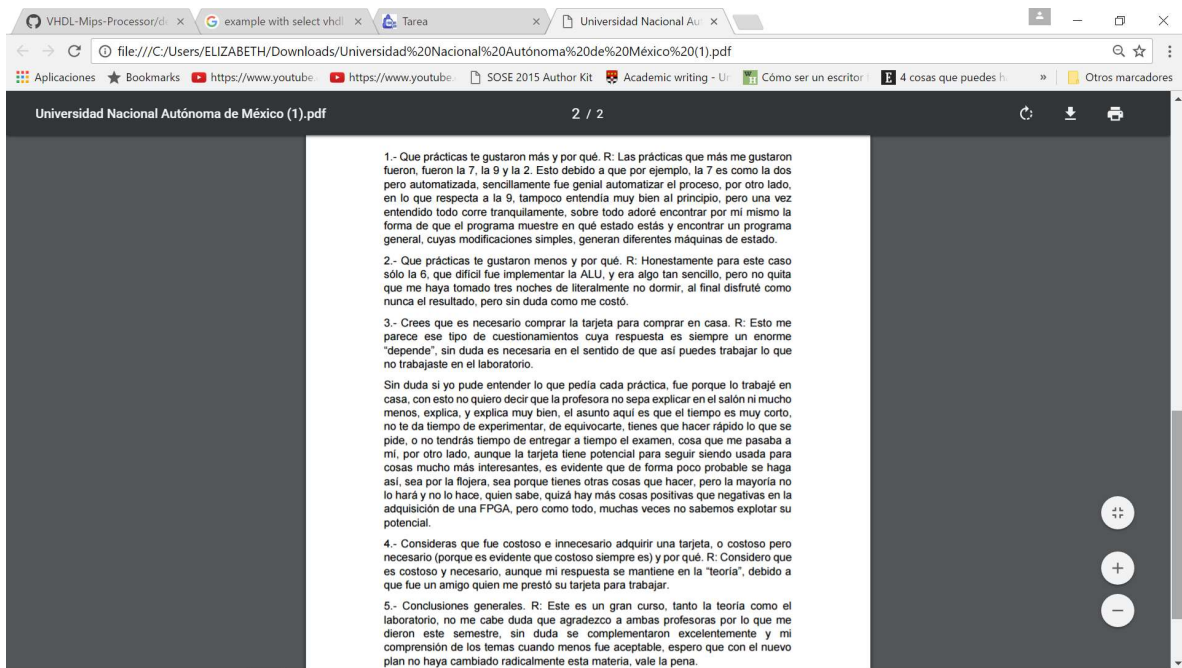 VHDL-Mips-Processor/de
example with select vhdl
Tarea
Universidad Nacional Aut
file:///C:/Users/ELIZABETH/Downloads/Universidad%20Nacional%20Autónoma%20de%20México%20(1).pdf
Aplicaciones Bookmarks https://www.youtube. https://www.youtube. SOSE 2015 Author Kit Academic writing - Un Cómo ser un escritor 4 cosas que puedes h » Otros marcadores
Universidad Nacional Autónoma de México (1).pdf 2 / 2
1.- Que prácticas te gustaron más y por qué. R: Las prácticas que más me gustaron
fueron, fueron la 7, la 9 y la 2. Esto debido a que por ejemplo, la 7 es como la dos
pero automatizada, sencillamente fue genial automatizar el proceso, por otro lado,
en lo que respecta a la 9, tampoco entendía muy bien al principio, pero una vez
entendido todo corre tranquilamente, sobre todo adoré encontrar por mí mismo la
forma de que el programa muestre en qué estado estás y encontrar un programa
general, cuyas modificaciones simples, generan diferentes máquinas de estado.
2.- Que prácticas te gustaron menos y por qué. R: Honestamente para este caso
sólo la 6, que difícil fue implementar la ALU, y era algo tan sencillo, pero no quita
que me haya tomado tres noches de literalmente no dormir, al final disfruté como
nunca el resultado, pero sin duda como me costó.
3.- Crees que es necesario comprar la tarjeta para comprar en casa. R: Esto me
parece ese tipo de cuestionamientos cuya respuesta es siempre un enorme
“depende”, sin duda es necesaria en el sentido de que así puedes trabajar lo que
no trabajaste en el laboratorio.
Sin duda si yo pude entender lo que pedía cada práctica, fue porque lo trabajé en
casa, con esto no quiero decir que la profesora no sepa explicar en el salón ni mucho
menos, explica, y explica muy bien, el asunto aquí es que el tiempo es muy corto,
no te da tiempo de experimentar, de equivocarte, tienes que hacer rápido lo que se
pide, o no tendrás tiempo de entregar a tiempo el examen, cosa que me pasaba a
mí, por otro lado, aunque la tarjeta tiene potencial para seguir siendo usada para
cosas mucho más interesantes, es evidente que de forma poco probable se haga
así, sea por la flojera, sea porque tienes otras cosas que hacer, pero la mayoría no
lo hará y no lo hace, quien sabe, quizá hay más cosas positivas que negativas en la
adquisición de una FPGA, pero como todo, muchas veces no sabemos explotar su
potencial.
4.- Consideras que fue costoso e innecesario adquirir una tarjeta, o costoso pero
necesario (porque es evidente que costoso siempre es) y por qué. R: Considero que
es costoso y necesario, aunque mi respuesta se mantiene en la “teoría”, debido a
que fue un amigo quien me prestó su tarjeta para trabajar.
5.- Conclusiones generales. R: Este es un gran curso, tanto la teoría como el
laboratorio, no me cabe duda que agradezco a ambas profesoras por lo que me
dieron este semestre, sin duda se complementaron excelentemente y mi
comprensión de los temas cuando menos fue aceptable, espero que con el nuevo
plan no haya cambiado radicalmente esta materia, vale la pena.